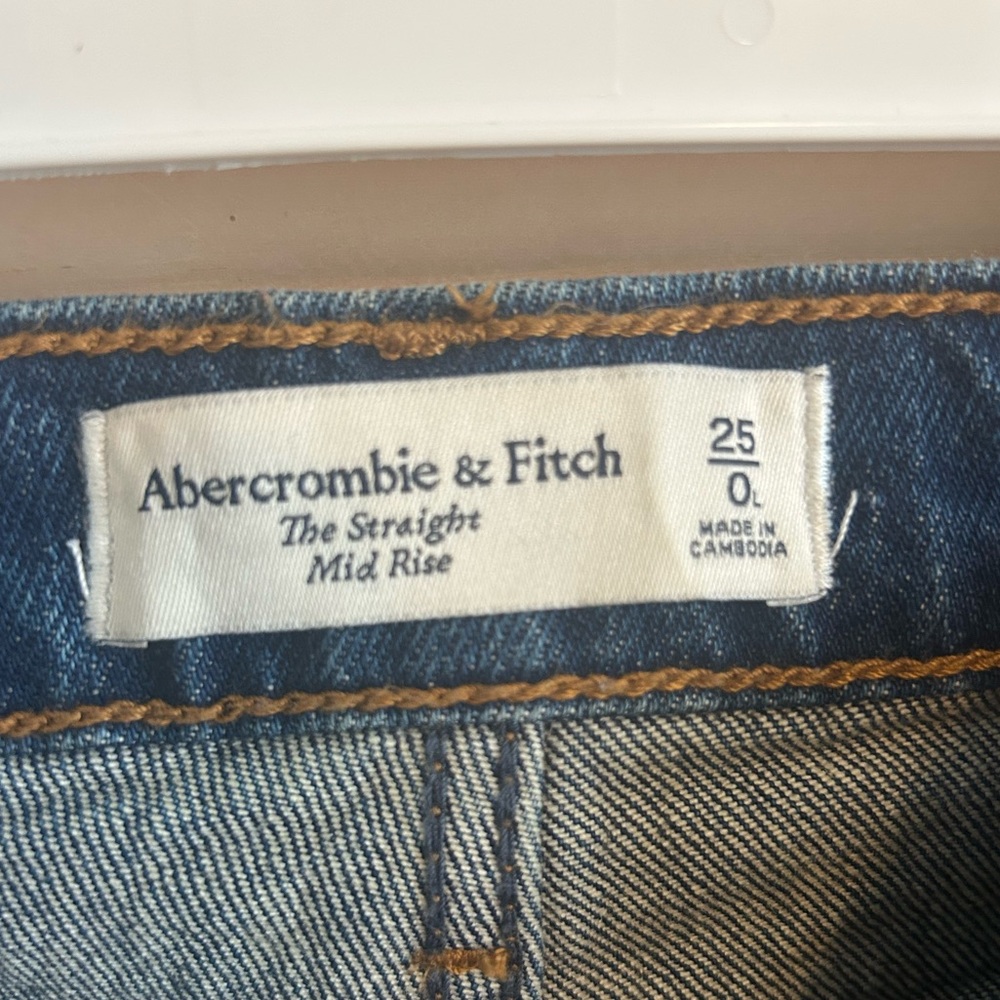 Abercrombie & Fitch
The Straight
Mid Rise
25
0L
MADE IN
CAMBODIA